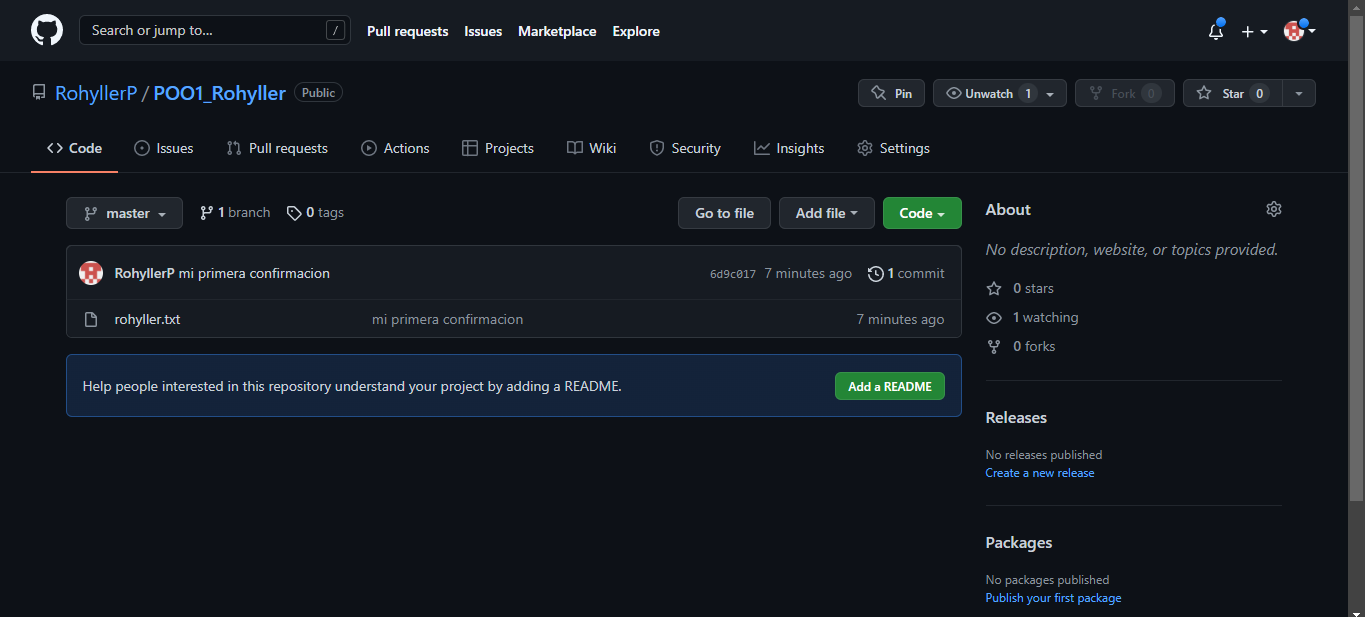 Search or jump to... / Pull requests Issues Marketplace Explore
RohyllerP / POO1_Rohyller Public Pin Unwatch 1 Fork 0 Star 0
Code Issues Pull requests Actions Projects Wiki Security Insights Settings
master 1 branch 0 tags Go to file Add file Code
RohyllerP mi primera confirmacion 6d9c017 7 minutes ago 1 commit
rohyller.txt mi primera confirmacion 7 minutes ago
Help people interested in this repository understand your project by adding a README. Add a README
About
No description, website, or topics provided.
0 stars
1 watching
0 forks
Releases
No releases published
Create a new release
Packages
No packages published
Publish your first package